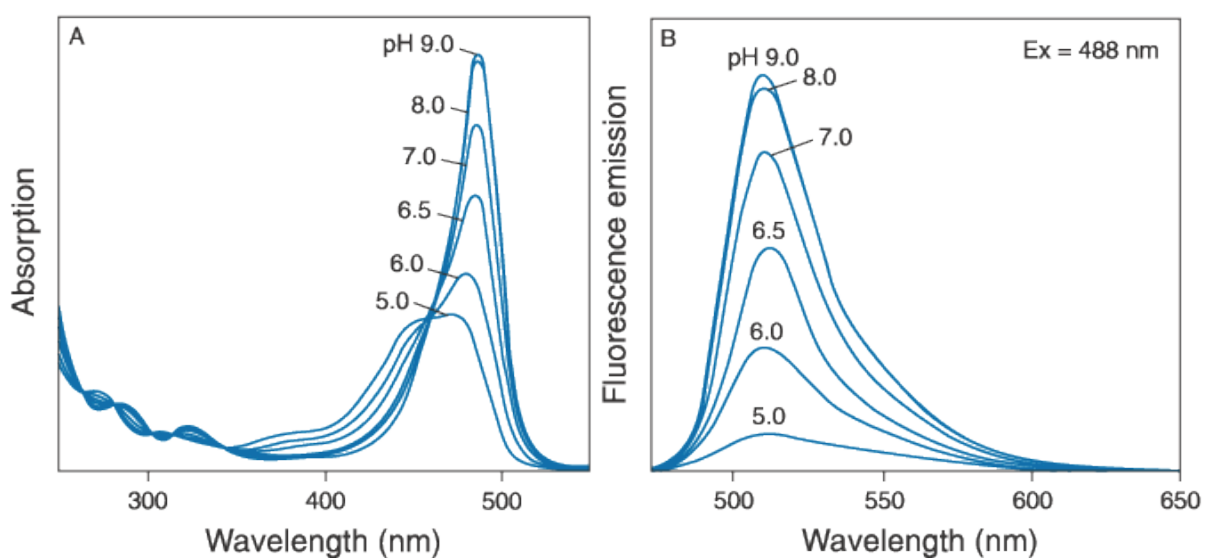 A
pH 9.0
8.0
7.0
6.5
6.0
5.0
Absorption
300
400
500
Wavelength (nm)
B
Ex = 488 nm
pH 9.0
8.0
7.0
6.5
6.0
5.0
Fluorescence emission
500
550
600
650
Wavelength (nm)